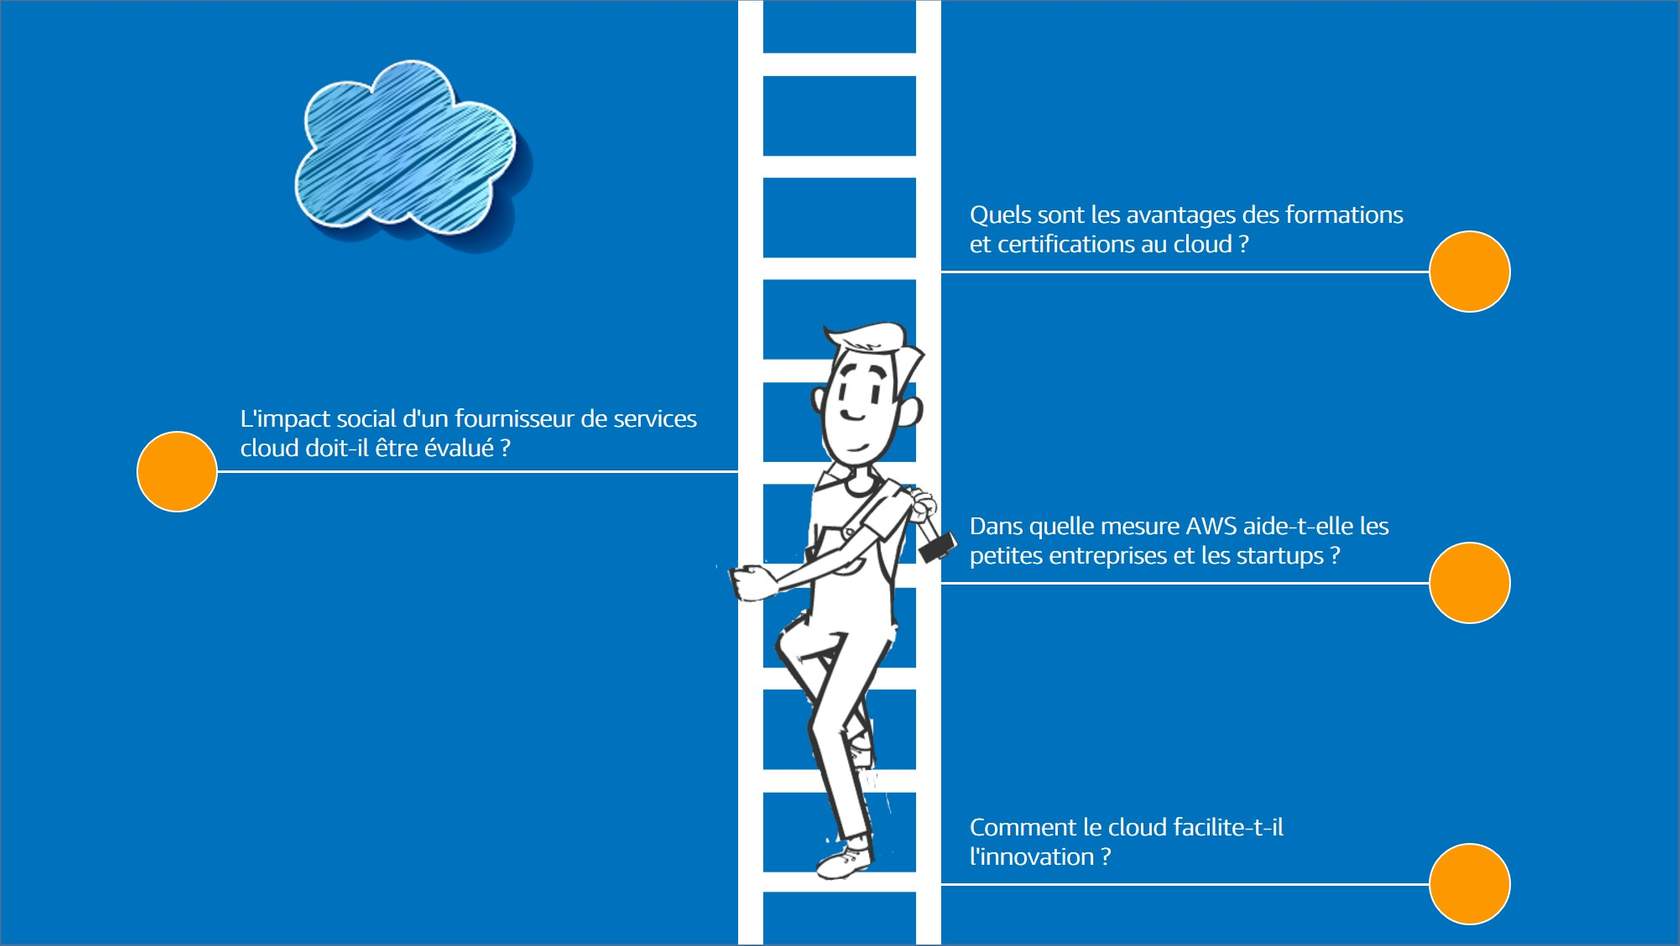 Quels sont les avantages des formations
et certifications au cloud ?
L'impact social d'un fournisseur de services
cloud doit-il être évalué ?
Dans quelle mesure AWS aide-t-elle les
petites entreprises et les startups ?
Comment le cloud facilite-t-il
l'innovation ?